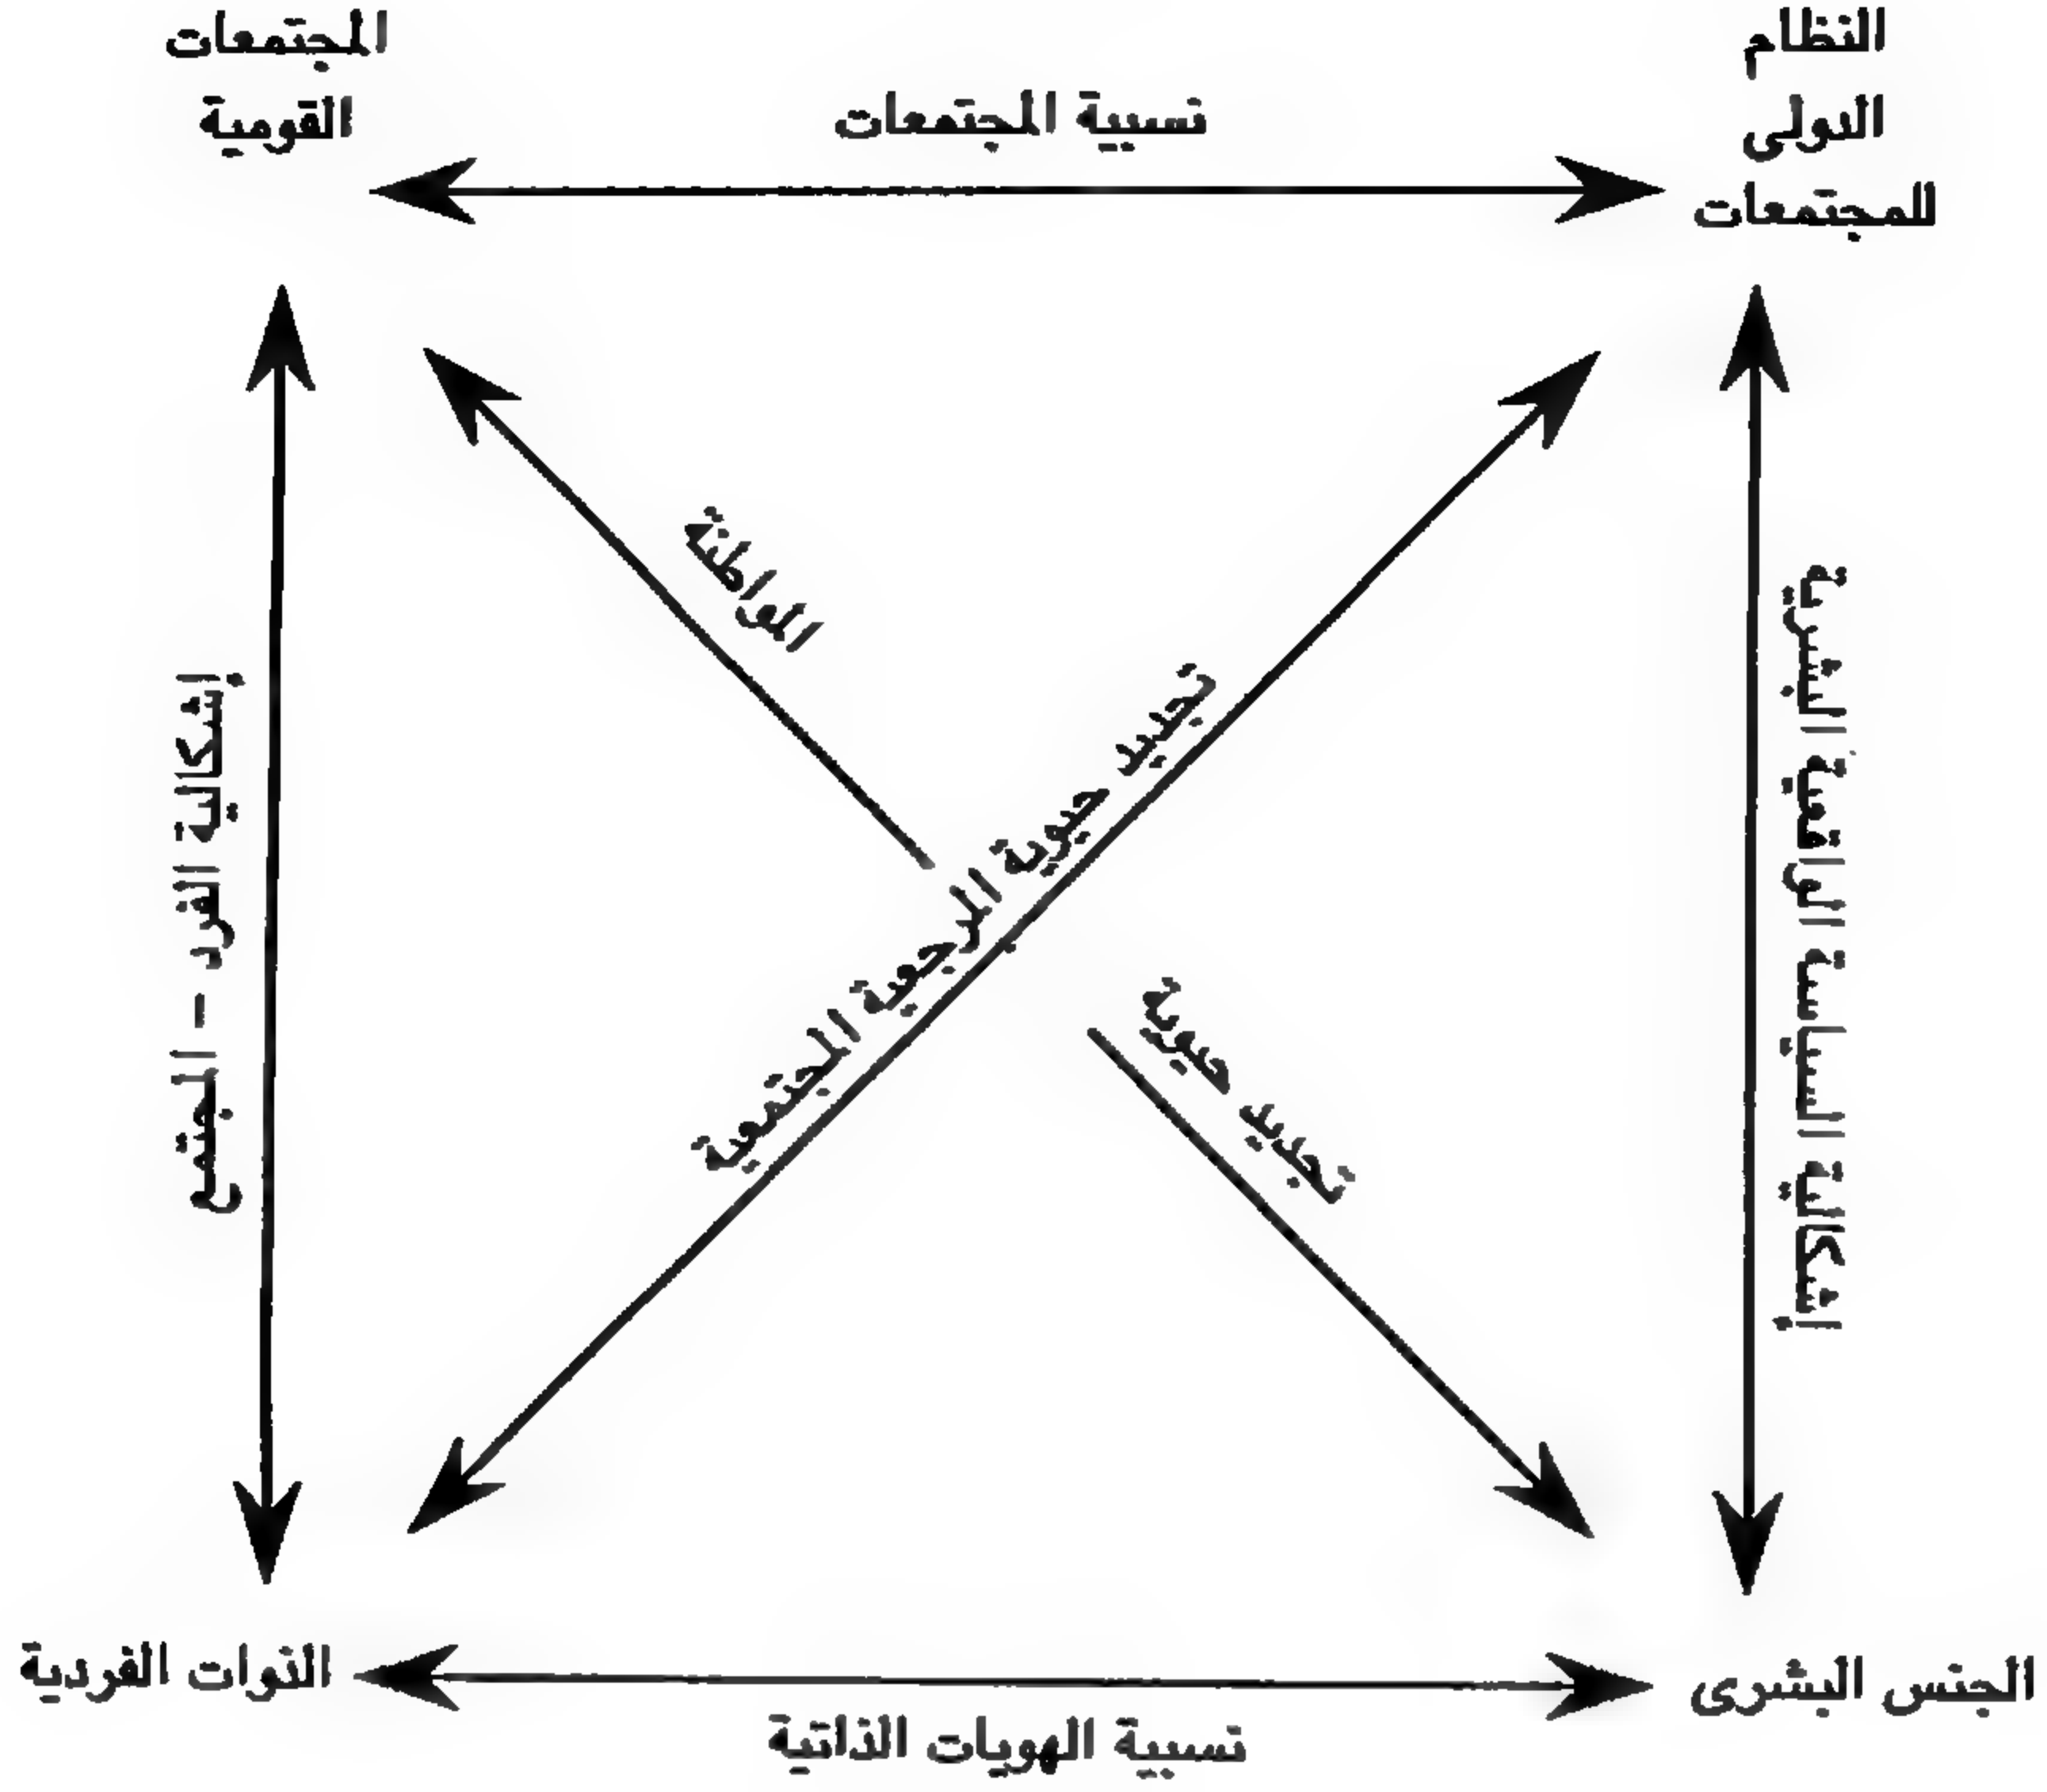 النظام
الدولى
للمجتمعات
نسبية المجتمعات
المجتمعات
القومية
أشكالية السياسة الواقعية البشرية
المواطنة
تجديد حيوية المرجعية المجتمعية
تجديد حيوية
إشكالية الفرد - المجتمع
الجنس البشرى
نسبية الهويات الذاتية
الذوات الفردية